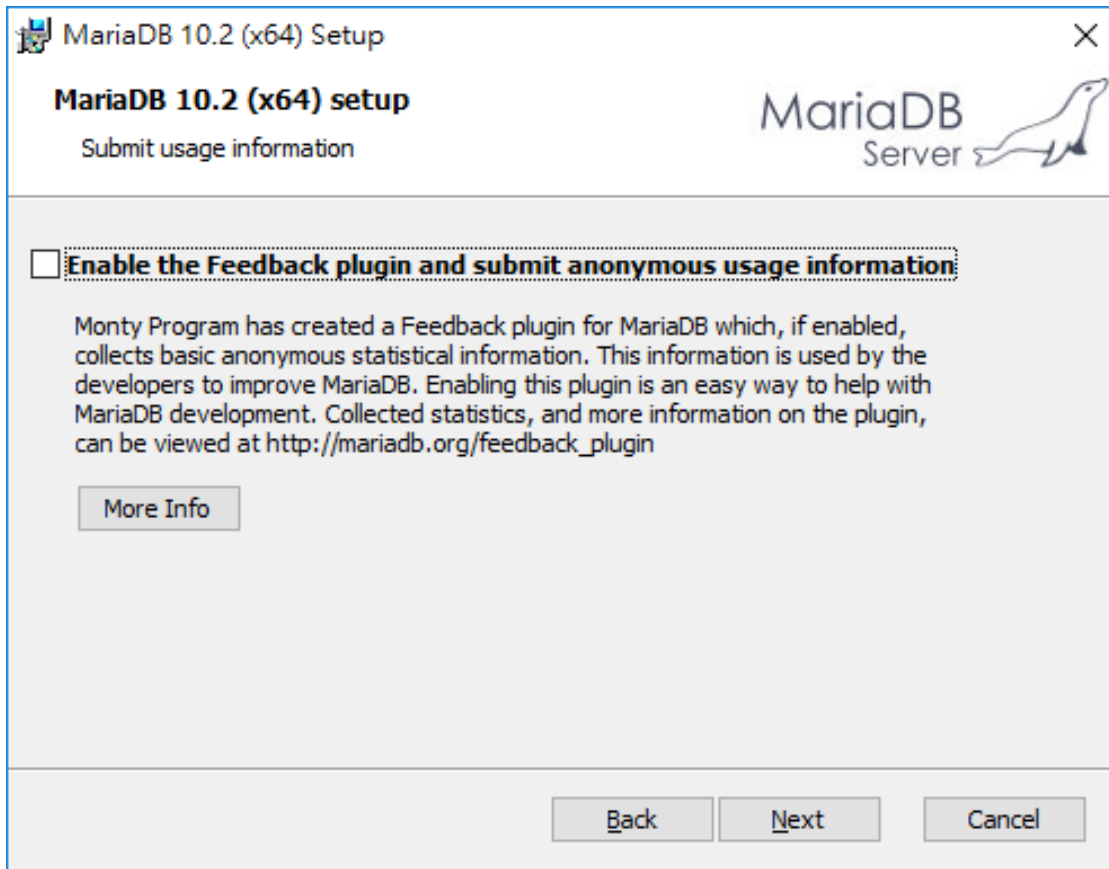 MariaDB 10.2 (x64) Setup
MariaDB 10.2 (x64) setup
Submit usage information
MariaDB
Server
Enable the Feedback plugin and submit anonymous usage information
Monty Program has created a Feedback plugin for MariaDB which, if enabled,
collects basic anonymous statistical information. This information is used by the
developers to improve MariaDB. Enabling this plugin is an easy way to help with
MariaDB development. Collected statistics, and more information on the plugin,
can be viewed at http://mariadb.org/feedback_plugin
More Info
Back
Next
Cancel